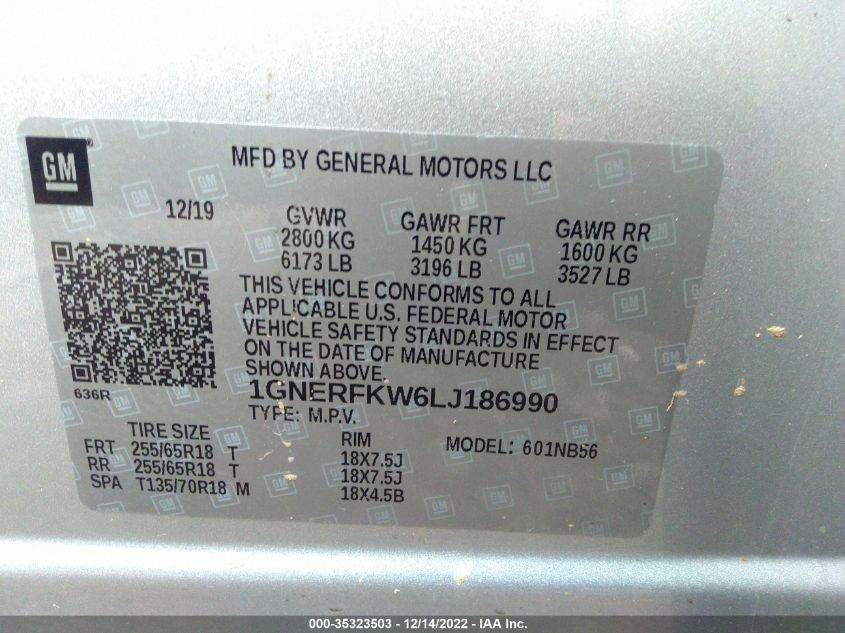 GM
MFD BY GENERAL MOTORS LLC
12/19
GVWR
2800 KG
6173 LB
GAWR FRT
1450 KG
3196 LB
GAWR RR
1600 KG
3527 LB
THIS VEHICLE CONFORMS TO ALL
APPLICABLE U.S. FEDERAL MOTOR
VEHICLE SAFETY STANDARDS IN EFFECT
ON THE DATE OF MANUFACTURE
SHOWN ABOVE.
636R
1GNERFKW6LJ186990
TYPE: M.P.V.
MODEL: 601NB56
TIRE SIZE RIM
FRT 255/65R18 T 18X7.5J
RR 255/65R18 T 18X7.5J
SPA T135/70R18 M 18X4.5B
000-35323503 - 12/14/2022 - IAA Inc.